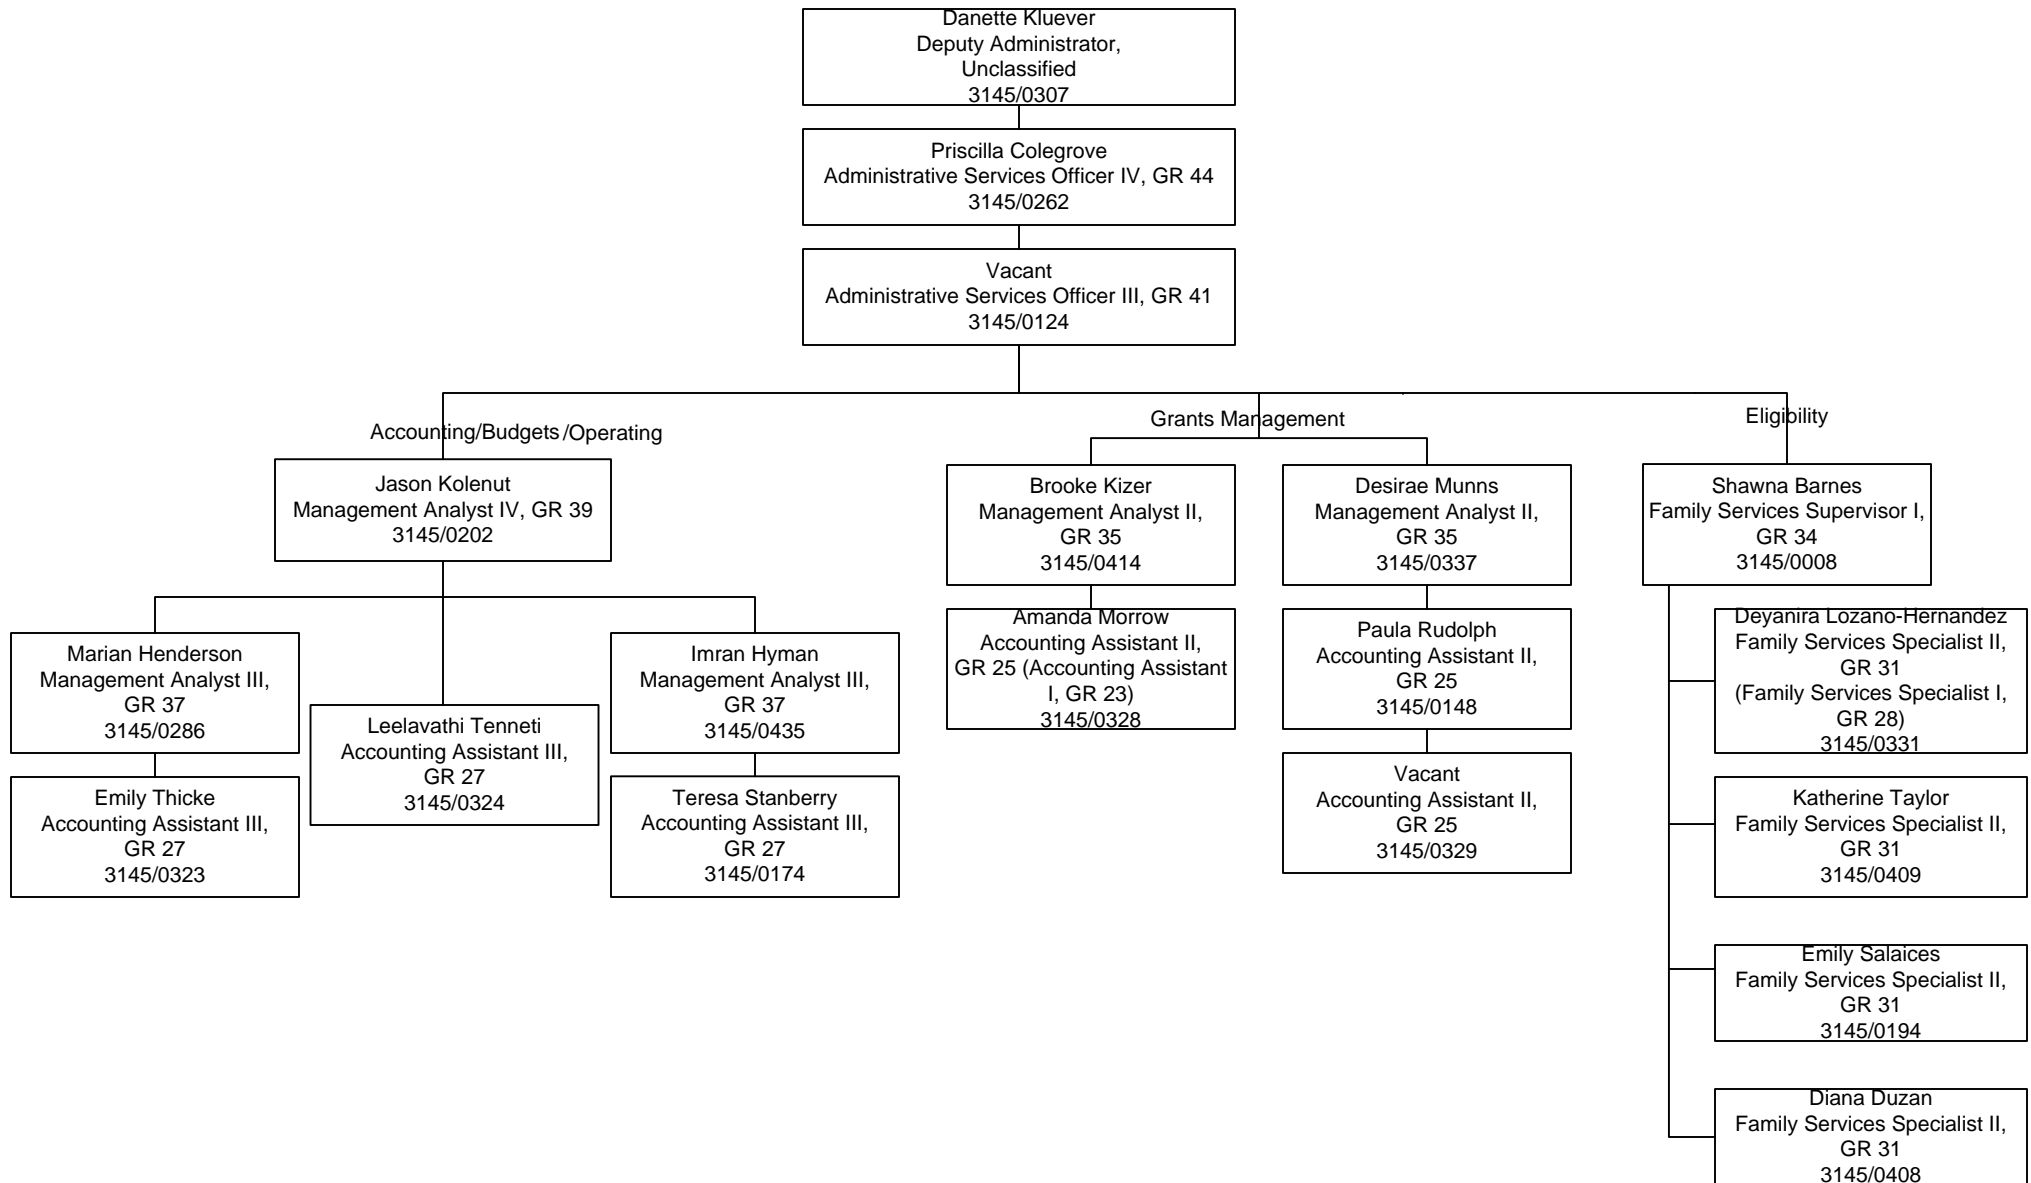 Danette Kluever
Deputy Administrator,
Unclassified
3145/0307
Priscilla Colegrove
Administrative Services Officer IV, GR 44
3145/0262
Vacant
Administrative Services Officer III, GR 41
3145/0124
Accounting/Budgets/Operating
Grants Management
Eligibility
Jason Kolenut
Management Analyst IV, GR 39
3145/0202
Marian Henderson
Management Analyst III,
GR 37
3145/0286
Emily Thicke
Accounting Assistant III,
GR 27
3145/0323
Leelavathi Tenneti
Accounting Assistant III,
GR 27
3145/0324
Imran Hyman
Management Analyst III,
GR 37
3145/0435
Teresa Stanberry
Accounting Assistant III,
GR 27
3145/0174
Brooke Kizer
Management Analyst II,
GR 35
3145/0414
Amanda Morrow
Accounting Assistant II,
GR 25 (Accounting Assistant
I, GR 23)
3145/0328
Desirae Munns
Management Analyst II,
GR 35
3145/0337
Paula Rudolph
Accounting Assistant II,
GR 25
3145/0148
Vacant
Accounting Assistant II,
GR 25
3145/0329
Shawna Barnes
Family Services Supervisor I,
GR 34
3145/0008
Deyanira Lozano-Hernandez
Family Services Specialist II,
GR 31
(Family Services Specialist I,
GR 28)
3145/0331
Katherine Taylor
Family Services Specialist II,
GR 31
3145/0409
Emily Salaices
Family Services Specialist II,
GR 31
3145/0194
Diana Duzan
Family Services Specialist II,
GR 31
3145/0408